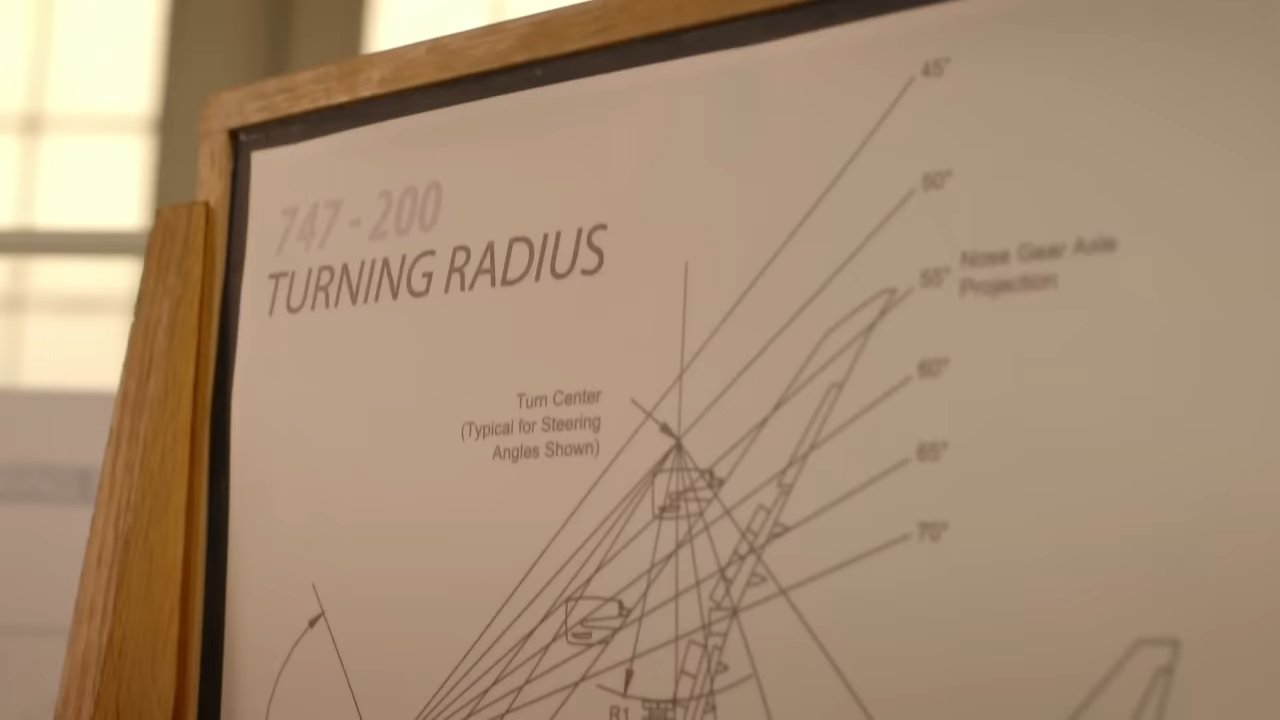 747 - 200
TURNING RADIUS
45°
50°
55°
Nose Gear Axle
Projection
60°
65°
70°
Turn Center
(Typical for Steering
Angles Shown)
R1